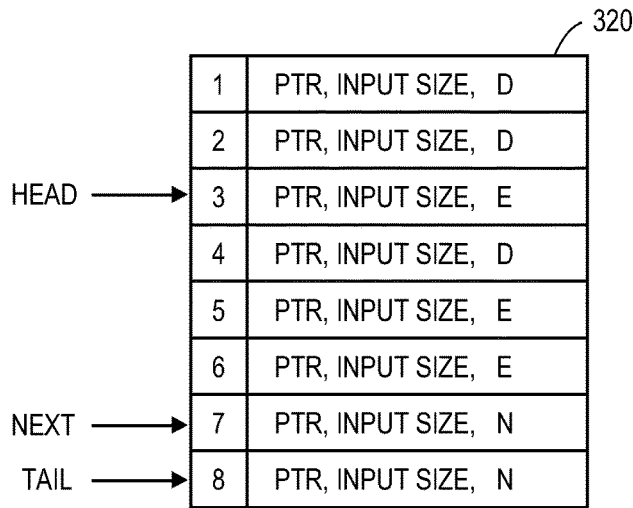 320
1 PTR, INPUT SIZE, D
2 PTR, INPUT SIZE, D
HEAD 3 PTR, INPUT SIZE, E
4 PTR, INPUT SIZE, D
5 PTR, INPUT SIZE, E
6 PTR, INPUT SIZE, E
NEXT 7 PTR, INPUT SIZE, N
TAIL 8 PTR, INPUT SIZE, N